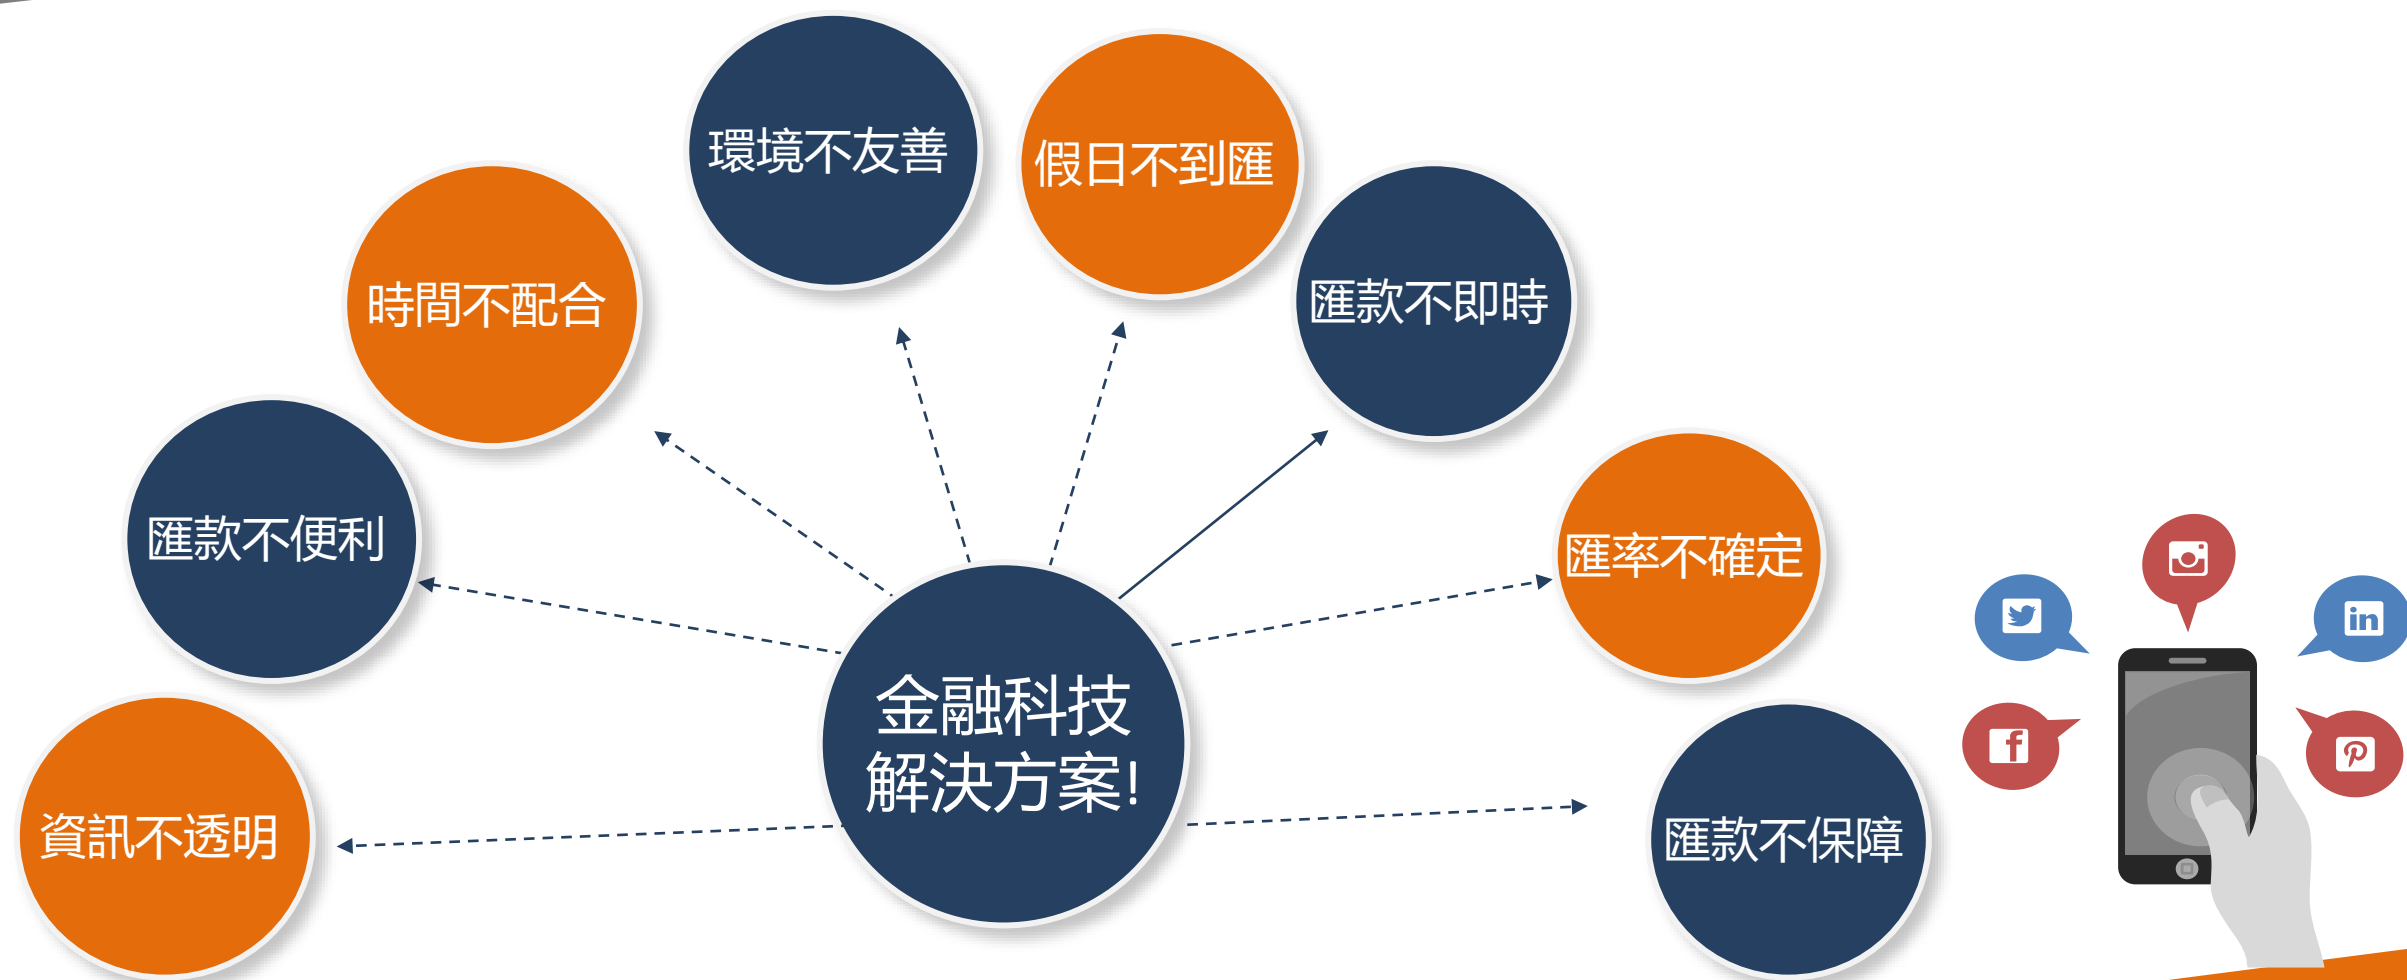 環境不友善
假日不到匯
時間不配合
匯款不即時
匯款不便利
匯率不確定
資訊不透明
金融科技
解決方案!
匯款不保障
in
f